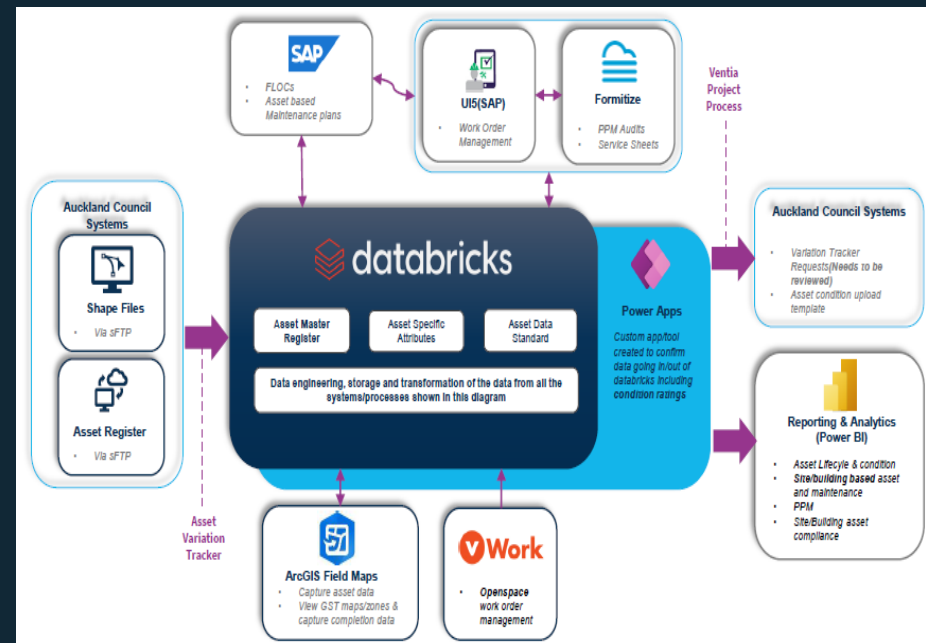 SAP
FLOCs
Asset based
Maintenance plans
UI5(SAP)
Work Order
Management
Formitize
PPM Audits
Service Sheets
Ventia
Project
Process
Auckland Council
Systems
Shape Files
Via sFTP
Asset Register
Via sFTP
Asset
Variation
Tracker
databricks
Asset Master
Register
Asset Specific
Attributes
Asset Data
Standard
Data engineering, storage and transformation of the data from all the
systems/processes shown in this diagram
Power Apps
Custom app/tool
created to confirm
data going in/out of
databricks including
condition ratings
Auckland Council Systems
Variation Tracker
Requests(Needs to be
reviewed)
Asset condition upload
template
Reporting & Analytics
(Power BI)
Asset Lifecyle & condition
Site/building based asset
and maintenance
PPM
Site/Building asset
compliance
ArcGIS Field Maps
Capture asset data
View GST maps/zones &
capture completion data
vWork
Openspace
work order
management